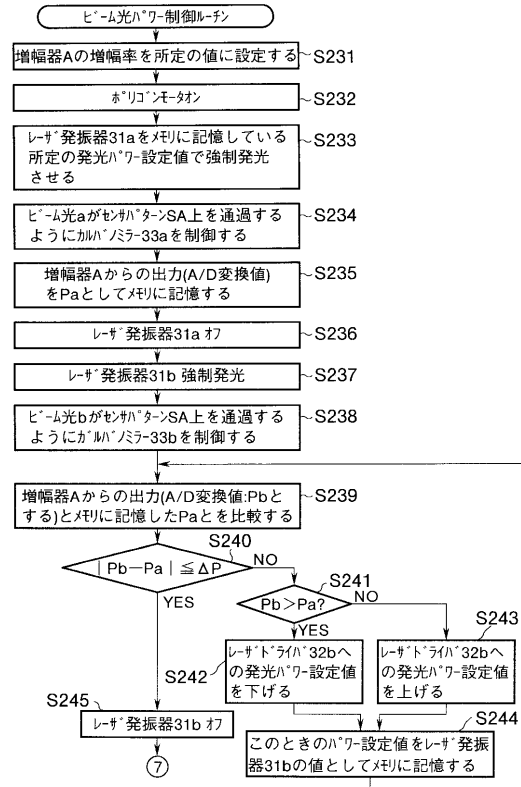 ﾋﾞｰﾑ光ﾊﾟﾜｰ制御ﾙｰﾁﾝ
増幅器Aの増幅率を所定の値に設定する
S231
ﾎﾟﾘｺﾞﾝﾓｰﾀｵﾝ
S232
ﾚｰｻﾞ発振器31aをﾒﾓﾘに記憶している
所定の発光ﾊﾟﾜｰ設定値で強制発光
させる
S233
ﾋﾞｰﾑ光aがｾﾝｻﾊﾟﾀｰﾝSA上を通過する
ようにｶﾞﾙﾊﾞﾉﾐﾗｰ33aを制御する
S234
増幅器Aからの出力(A/D変換値)
をPaとしてﾒﾓﾘに記憶する
S235
ﾚｰｻﾞ発振器31a ｵﾌ
S236
ﾚｰｻﾞ発振器31b 強制発光
S237
ﾋﾞｰﾑ光bがｾﾝｻﾊﾟﾀｰﾝSA上を通過する
ようにｶﾞﾙﾊﾞﾉﾐﾗｰ33bを制御する
S238
増幅器Aからの出力(A/D変換値:Pbと
する)とﾒﾓﾘに記憶したPaとを比較する
S239
S240
｜Pb－Pa｜≦ΔP
NO
YES
S241
Pb>Pa?
NO
YES
S242
ﾚｰｻﾞﾄﾞﾗｲﾊﾞ32bへ
の発光ﾊﾟﾜｰ設定値
を下げる
S243
ﾚｰｻﾞﾄﾞﾗｲﾊﾞ32bへ
の発光ﾊﾟﾜｰ設定値
を上げる
S244
このときのﾊﾟﾜｰ設定値をﾚｰｻﾞ発振
器31bの値としてﾒﾓﾘに記憶する
S245
ﾚｰｻﾞ発振器31b ｵﾌ
7